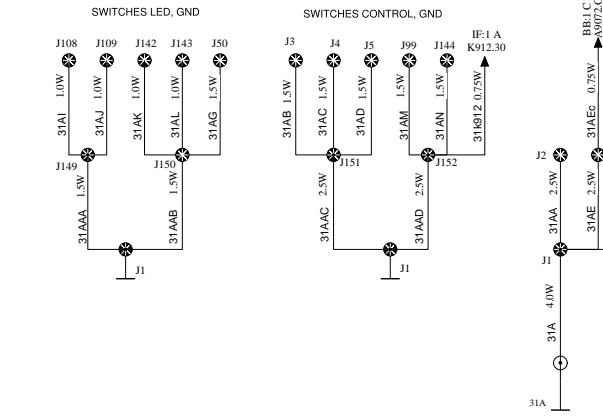 SWITCHES LED, GND
SWITCHES CONTROL, GND
J108 J109 J142 J143 J50
J3 J4 J5 J99 J144
IF:1 A
K912.30
BB:1 C
31AI 1.0W
31AJ 1.0W
31AK 1.0W
31AL 1.0W
31AG 1.5W
31AB 1.5W
31AC 1.5W
31AD 1.5W
31AM 1.5W
31AN 1.5W
31k912 0.75W
31AEc 0.75W
J149
J150
J151
J152
J2
31AAA 1.5W
31AAB 1.5W
31AAC 2.5W
31AAD 2.5W
31AA 2.5W
31AE 2.5W
J1
J1
J1
31A 4.0W
31A